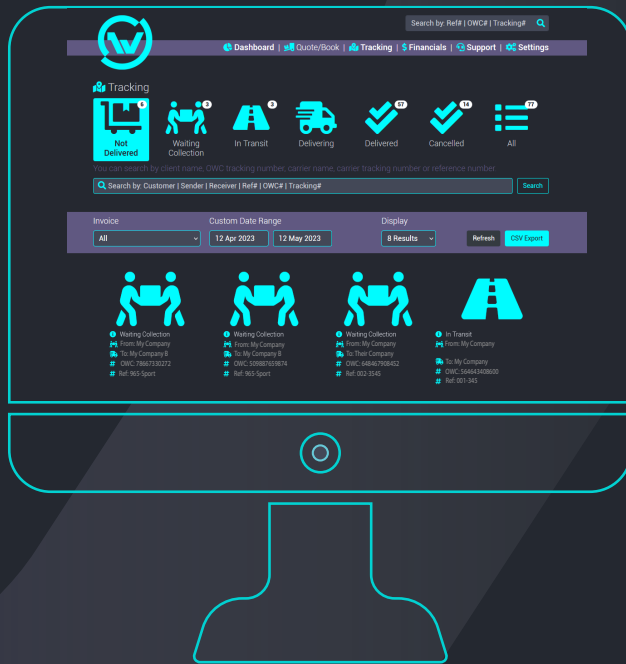 Search by: Ref# | OWC# | Tracking#
Dashboard | Quote/Book | Tracking | $ Financials | Support | Settings
Tracking
6
3
3
57
14
77
Not Delivered
Waiting Collection
In Transit
Delivering
Delivered
Cancelled
All
You can search by client name, OWC tracking number, carrier name, carrier tracking number or reference number
Search by: Customer | Sender | Receiver | Ref# | OWC# | Tracking#
Search
Invoice
Custom Date Range
Display
All
12 Apr 2023
12 May 2023
8 Results
Refresh
CSV Export
Waiting Collection
From: My Company
To: My Company B
# OWC: 78667330272
# Ref: 965-Sport
Waiting Collection
From: My Company
To: My Company B
# OWC: 509887659874
# Ref: 965-Sport
Waiting Collection
From: My Company
To: Their Company
# OWC: 648467908452
# Ref: 002-3545
In Transit
From: My Company
To: My Company
# OWC: 564643408600
# Ref: 001-345